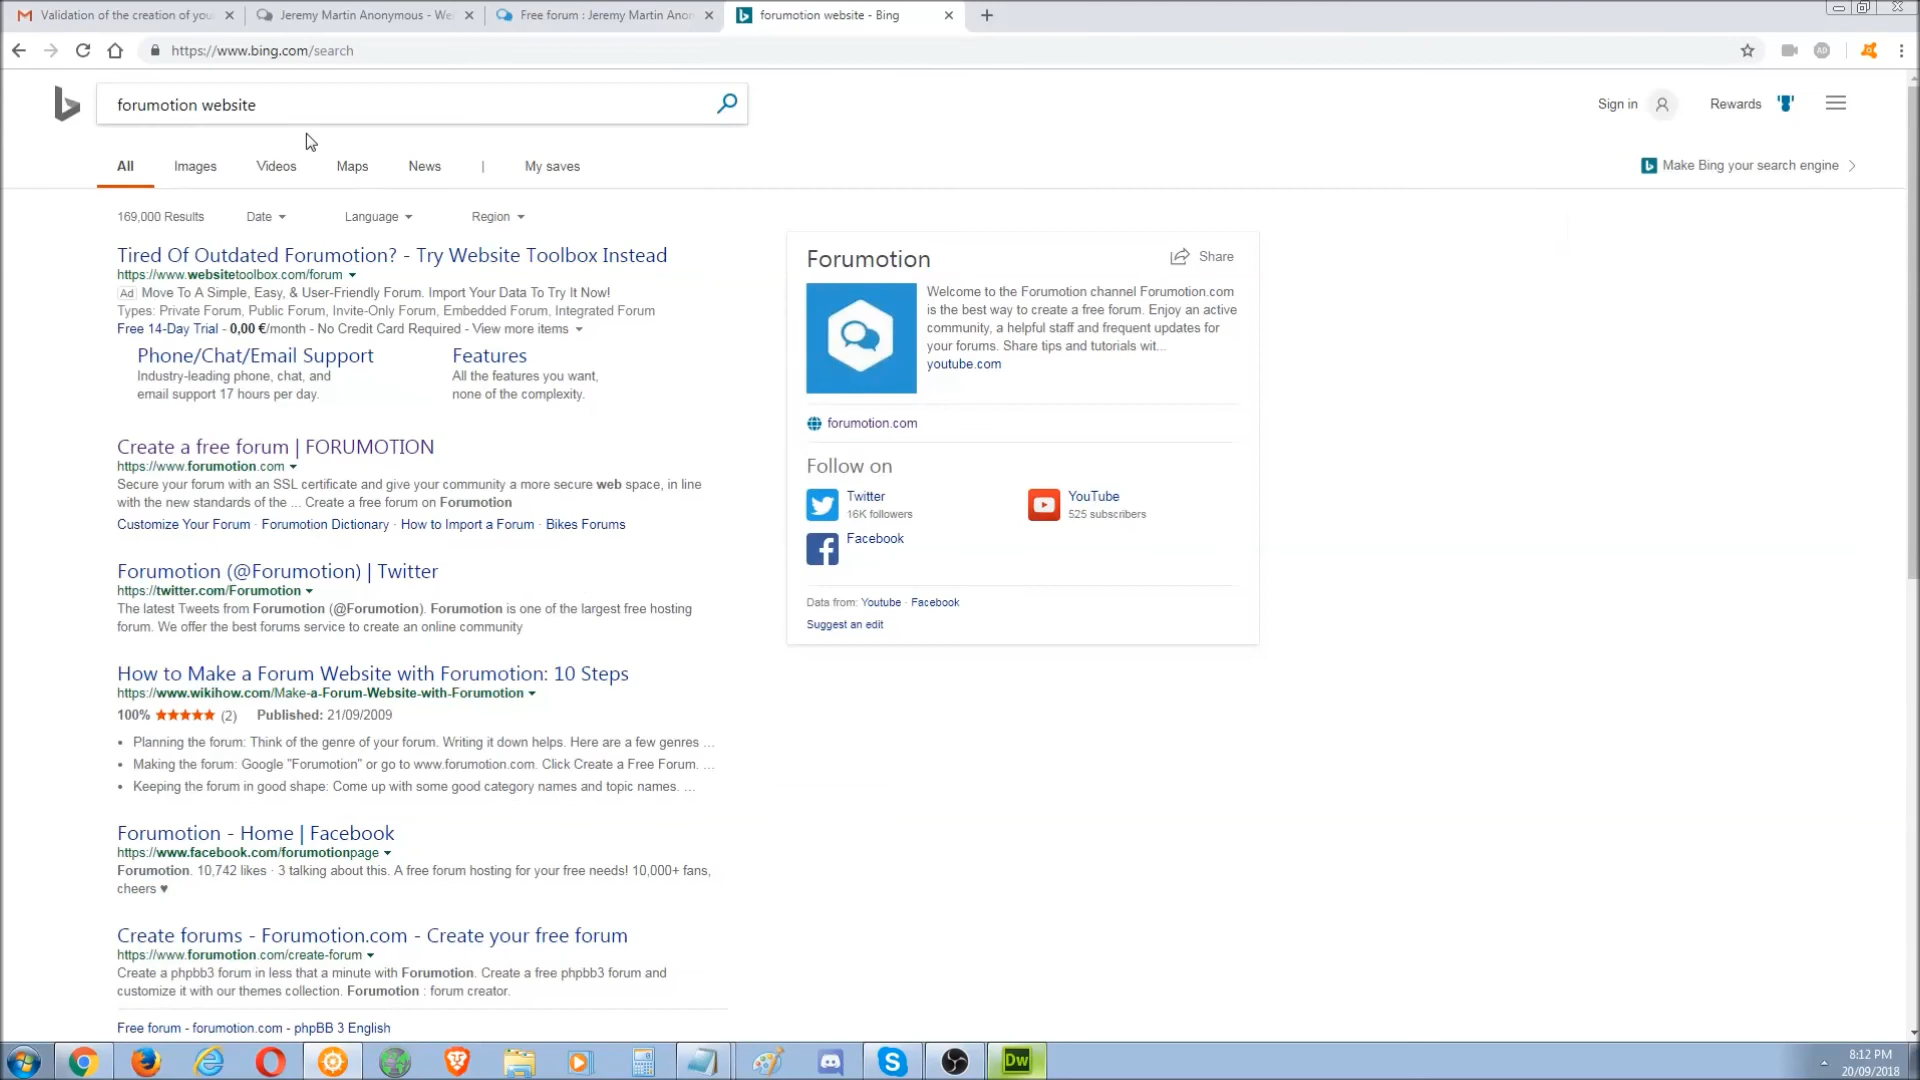 Validation of the creation of you
Jeremy Martin Anonymous - We
Free forum : Jeremy Martin Anon
forumotion website - Bing
https://www.bing.com/search
forumotion website
Sign in
Rewards
All
Images
Videos
Maps
News
|
My saves
Make Bing your search engine
169,000 Results
Date
Language
Region
Tired Of Outdated Forumotion? - Try Website Toolbox Instead
https://www.websitetoolbox.com/forum
Ad Move To A Simple, Easy, & User-Friendly Forum. Import Your Data To Try It Now!
Types: Private Forum, Public Forum, Invite-Only Forum, Embedded Forum, Integrated Forum
Free 14-Day Trial - 0,00 €/month - No Credit Card Required - View more items
Phone/Chat/Email Support
Industry-leading phone, chat, and
email support 17 hours per day.
Features
All the features you want,
none of the complexity.
Create a free forum | FORUMOTION
https://www.forumotion.com
Secure your forum with an SSL certificate and give your community a more secure web space, in line
with the new standards of the ... Create a free forum on Forumotion
Customize Your Forum · Forumotion Dictionary · How to Import a Forum · Bikes Forums
Forumotion (@Forumotion) | Twitter
https://twitter.com/Forumotion
The latest Tweets from Forumotion (@Forumotion). Forumotion is one of the largest free hosting
forum. We offer the best forums service to create an online community
How to Make a Forum Website with Forumotion: 10 Steps
https://www.wikihow.com/Make-a-Forum-Website-with-Forumotion
100% ★★★★★ (2) Published: 21/09/2009
• Planning the forum: Think of the genre of your forum. Writing it down helps. Here are a few genres ...
• Making the forum: Google "Forumotion" or go to www.forumotion.com. Click Create a Free Forum. ...
• Keeping the forum in good shape: Come up with some good category names and topic names. ...
Forumotion - Home | Facebook
https://www.facebook.com/forumotionpage
Forumotion. 10,742 likes · 3 talking about this. A free forum hosting for your free needs! 10,000+ fans,
cheers ♥
Create forums - Forumotion.com - Create your free forum
https://www.forumotion.com/create-forum
Create a phpbb3 forum in less that a minute with Forumotion. Create a free phpbb3 forum and
customize it with our themes collection. Forumotion : forum creator.
Free forum - forumotion.com - phpBB 3 English
Forumotion
Share
Welcome to the Forumotion channel Forumotion.com
is the best way to create a free forum. Enjoy an active
community, a helpful staff and frequent updates for
your forums. Share tips and tutorials wit...
youtube.com
forumotion.com
Follow on
Twitter
16K followers
YouTube
525 subscribers
Facebook
Data from: Youtube · Facebook
Suggest an edit
Dw
8:12 PM
20/09/2018